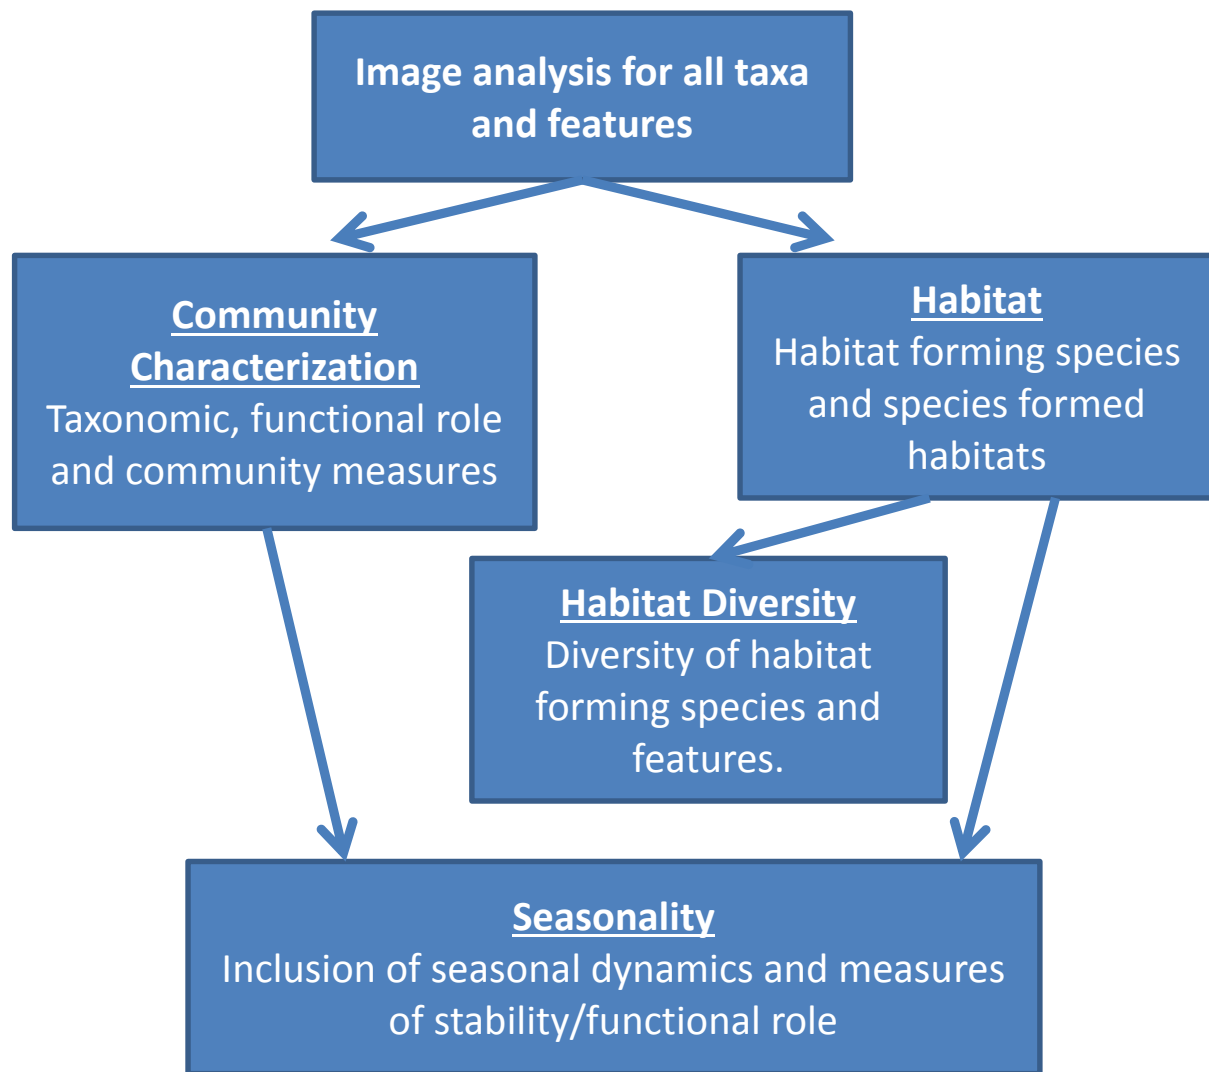 Image analysis for all taxa
and features
Community
Characterization
Taxonomic, functional role
and community measures
Habitat
Habitat forming species
and species formed
habitats
Habitat Diversity
Diversity of habitat
forming species and
features.
Seasonality
Inclusion of seasonal dynamics and measures
of stability/functional role